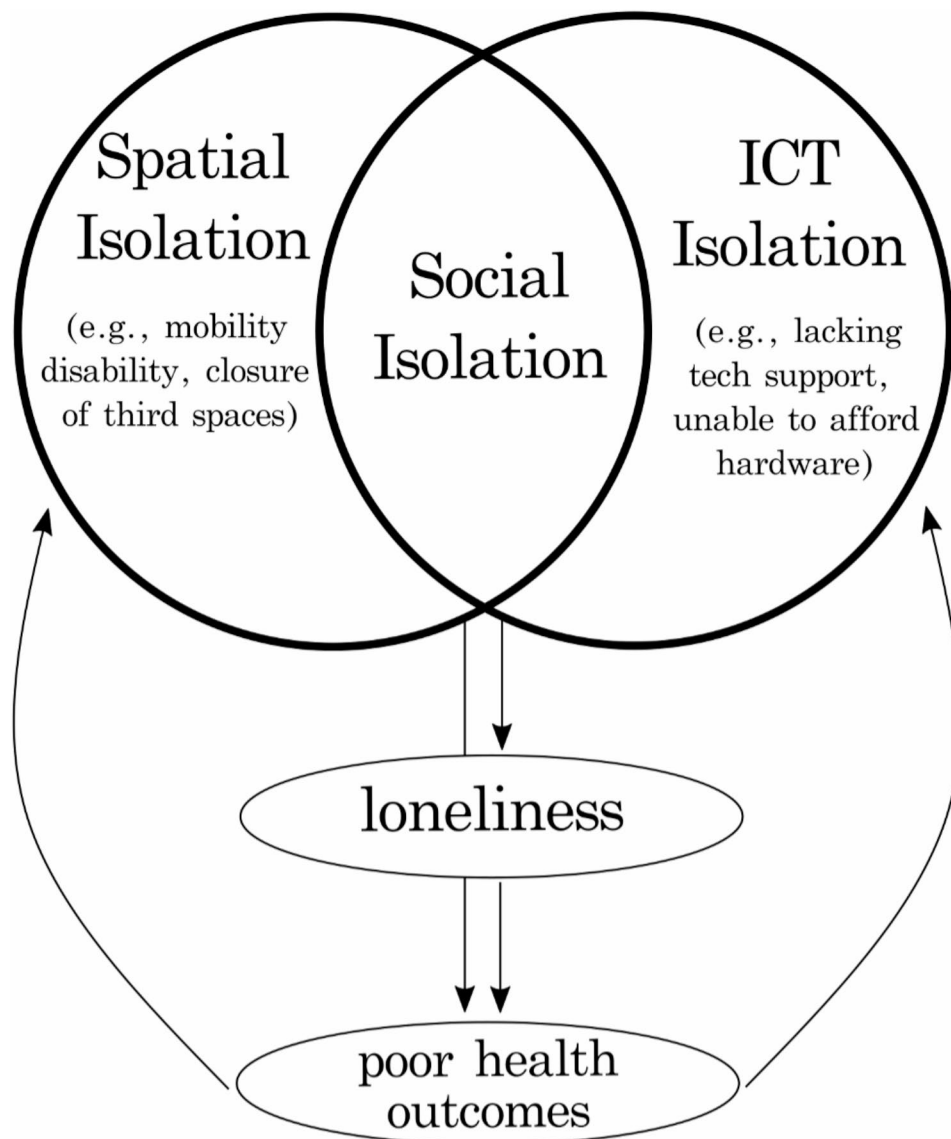 Spatial
Isolation
(e.g., mobility
disability, closure
of third spaces)
Social
Isolation
ICT
Isolation
(e.g., lacking
tech support,
unable to afford
hardware)
loneliness
poor health
outcomes